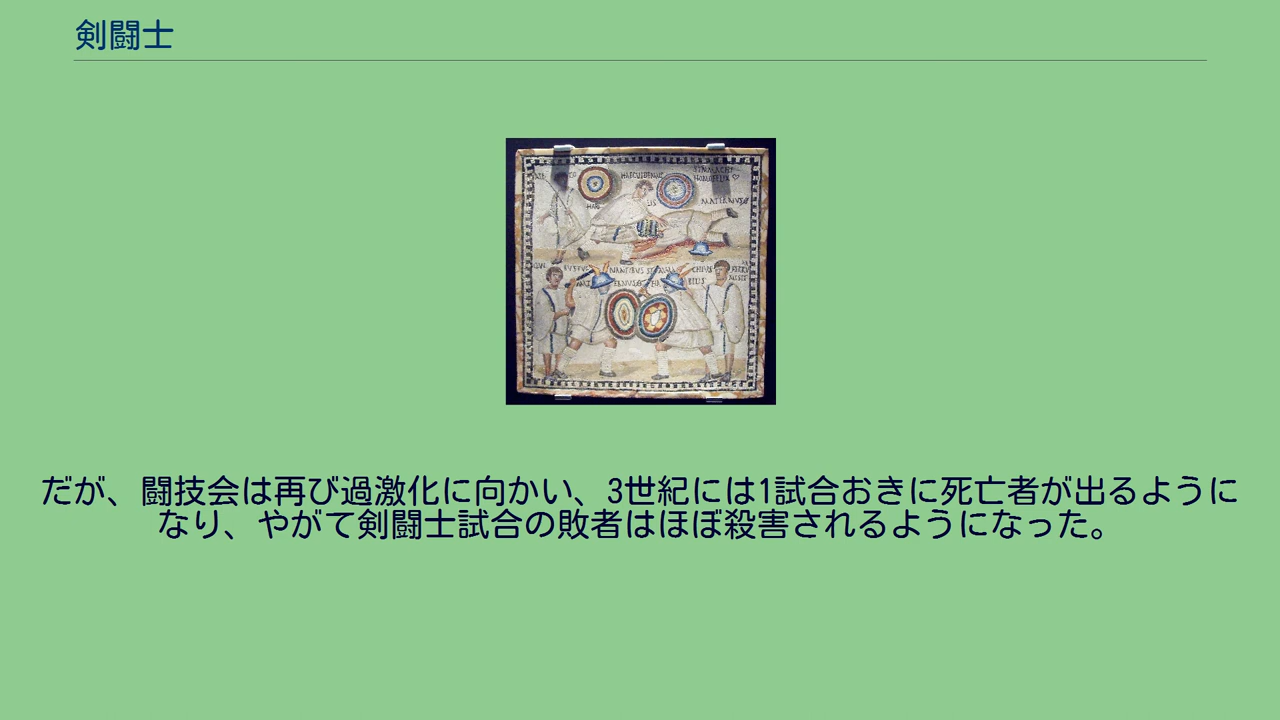 剣闘士
HABILIS
MATERNVS
だが、闘技会は再び過激化に向かい、3世紀には1試合おきに死亡者が出るように
なり、やがて剣闘士試合の敗者はほぼ殺害されるようになった。